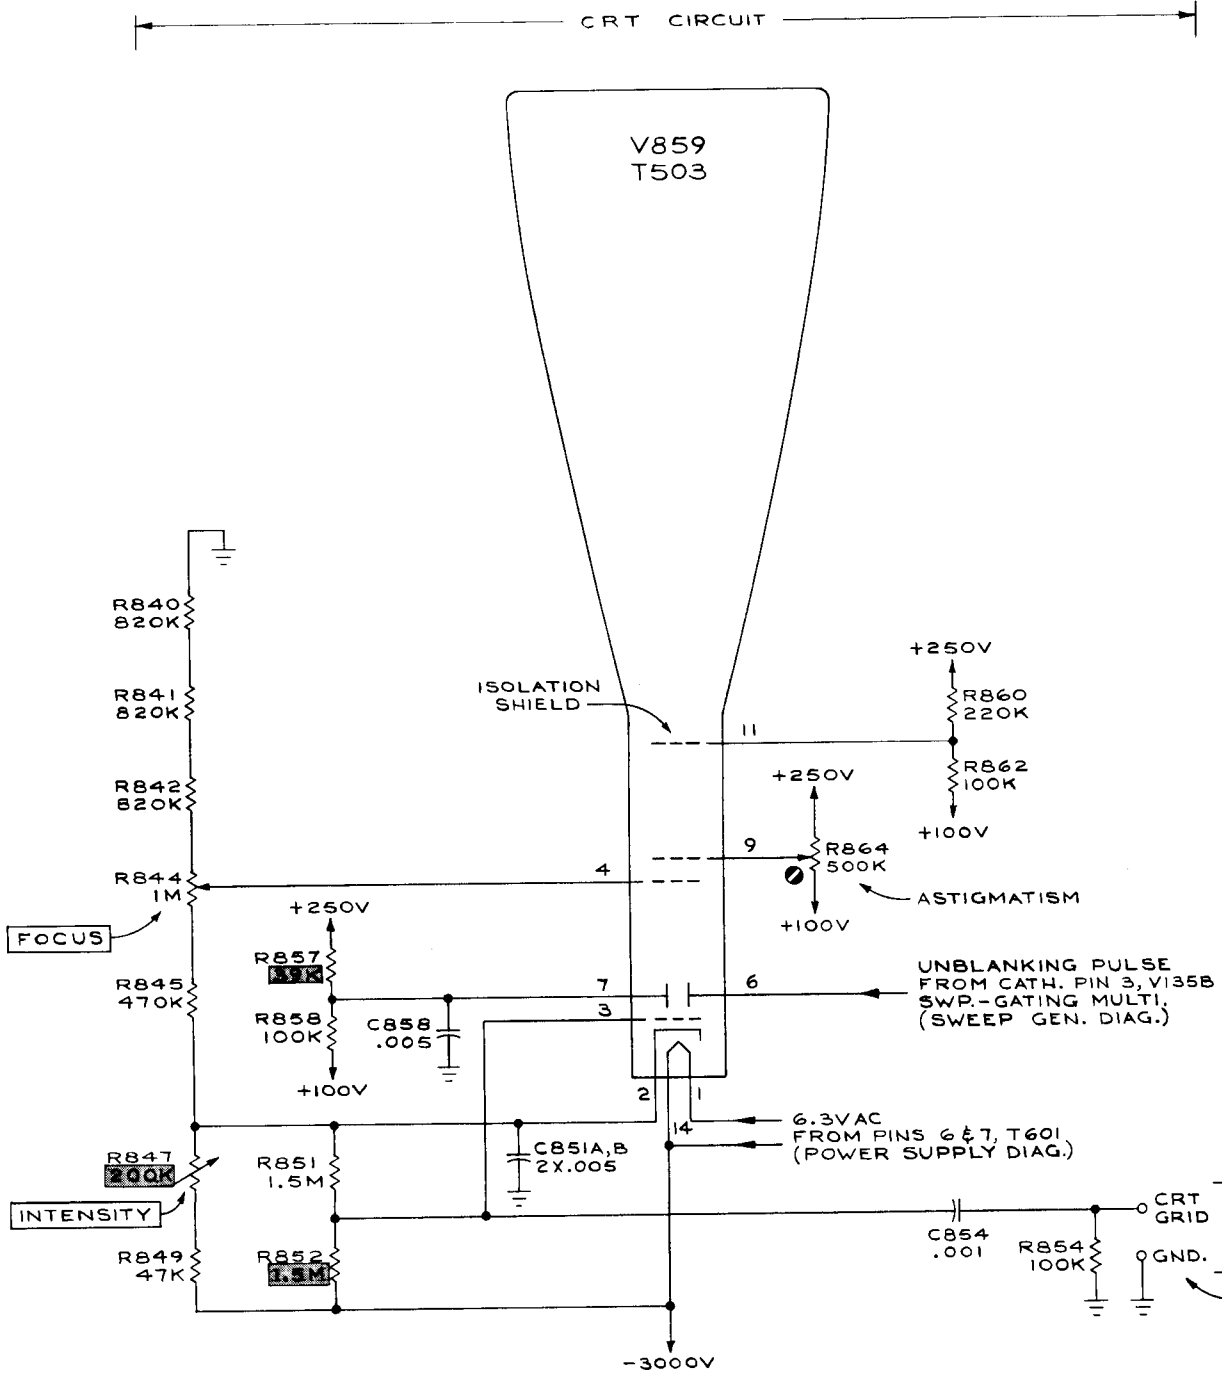 CRT CIRCUIT
V859
T503
R840
820K
R841
820K
R842
820K
R844
1M
FOCUS
R845
470K
ISOLATION
SHIELD
11
+250V
R860
220K
R862
100K
+100V
+250V
9
R864
500K
+100V
ASTIGMATISM
4
+250V
R857
39K
R858
100K
+100V
C858
.005
7
3
6
UNBLANKING PULSE
FROM CATH. PIN 3, V135B
SWP.-GATING MULTI.
(SWEEP GEN. DIAG.)
2
1
14
6.3VAC
FROM PINS 6 & 7, T601
(POWER SUPPLY DIAG.)
C851A,B
2X.005
R847
200K
INTENSITY
R849
47K
R851
1.5M
R852
1.5M
C854
.001
R854
100K
CRT
GRID
GND.
-3000V